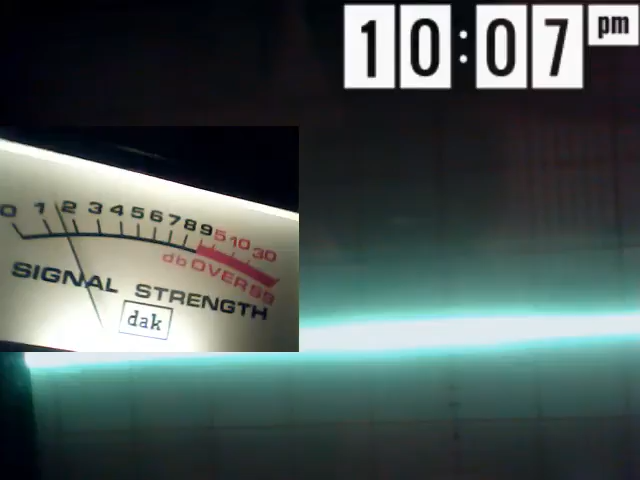 10:07 pm
0 1 2 3 4 5 6 7 8 9 5 10 30
db OVER S9
SIGNAL STRENGTH
dak